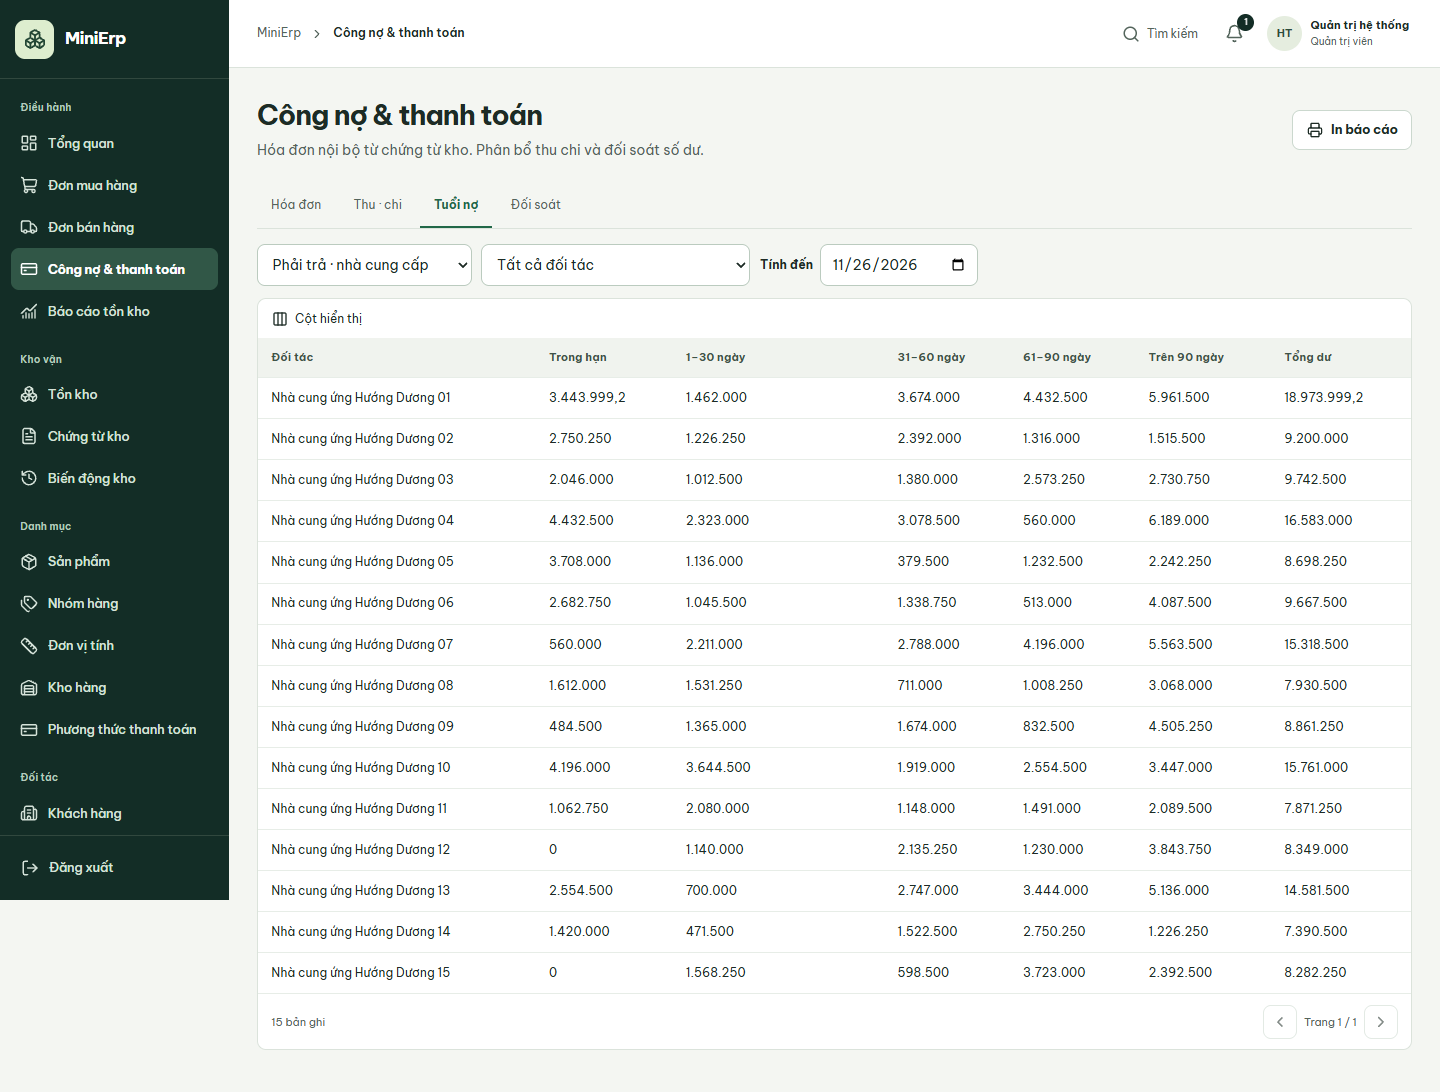 MiniErp
Điều hành
Tổng quan
Đơn mua hàng
Đơn bán hàng
Công nợ & thanh toán
Báo cáo tồn kho
Kho vận
Tồn kho
Chứng từ kho
Biến động kho
Danh mục
Sản phẩm
Nhóm hàng
Đơn vị tính
Kho hàng
Phương thức thanh toán
Đối tác
Khách hàng
Đăng xuất
MiniErp > Công nợ & thanh toán
Tìm kiếm
1
HT
Quản trị hệ thống
Quản trị viên
Công nợ & thanh toán
Hóa đơn nội bộ từ chứng từ kho. Phân bổ thu chi và đối soát số dư.
In báo cáo
Hóa đơn Thu · chi Tuổi nợ Đối soát
Phải trả · nhà cung cấp Tất cả đối tác Tính đến 11/26/2026
Cột hiển thị
Đối tác Trong hạn 1–30 ngày 31–60 ngày 61–90 ngày Trên 90 ngày Tổng dư
Nhà cung ứng Hướng Dương 01 3.443.999,2 1.462.000 3.674.000 4.432.500 5.961.500 18.973.999,2
Nhà cung ứng Hướng Dương 02 2.750.250 1.226.250 2.392.000 1.316.000 1.515.500 9.200.000
Nhà cung ứng Hướng Dương 03 2.046.000 1.012.500 1.380.000 2.573.250 2.730.750 9.742.500
Nhà cung ứng Hướng Dương 04 4.432.500 2.323.000 3.078.500 560.000 6.189.000 16.583.000
Nhà cung ứng Hướng Dương 05 3.708.000 1.136.000 379.500 1.232.500 2.242.250 8.698.250
Nhà cung ứng Hướng Dương 06 2.682.750 1.045.500 1.338.750 513.000 4.087.500 9.667.500
Nhà cung ứng Hướng Dương 07 560.000 2.211.000 2.788.000 4.196.000 5.563.500 15.318.500
Nhà cung ứng Hướng Dương 08 1.612.000 1.531.250 711.000 1.008.250 3.068.000 7.930.500
Nhà cung ứng Hướng Dương 09 484.500 1.365.000 1.674.000 832.500 4.505.250 8.861.250
Nhà cung ứng Hướng Dương 10 4.196.000 3.644.500 1.919.000 2.554.500 3.447.000 15.761.000
Nhà cung ứng Hướng Dương 11 1.062.750 2.080.000 1.148.000 1.491.000 2.089.500 7.871.250
Nhà cung ứng Hướng Dương 12 0 1.140.000 2.135.250 1.230.000 3.843.750 8.349.000
Nhà cung ứng Hướng Dương 13 2.554.500 700.000 2.747.000 3.444.000 5.136.000 14.581.500
Nhà cung ứng Hướng Dương 14 1.420.000 471.500 1.522.500 2.750.250 1.226.250 7.390.500
Nhà cung ứng Hướng Dương 15 0 1.568.250 598.500 3.723.000 2.392.500 8.282.250
15 bản ghi
Trang 1 / 1